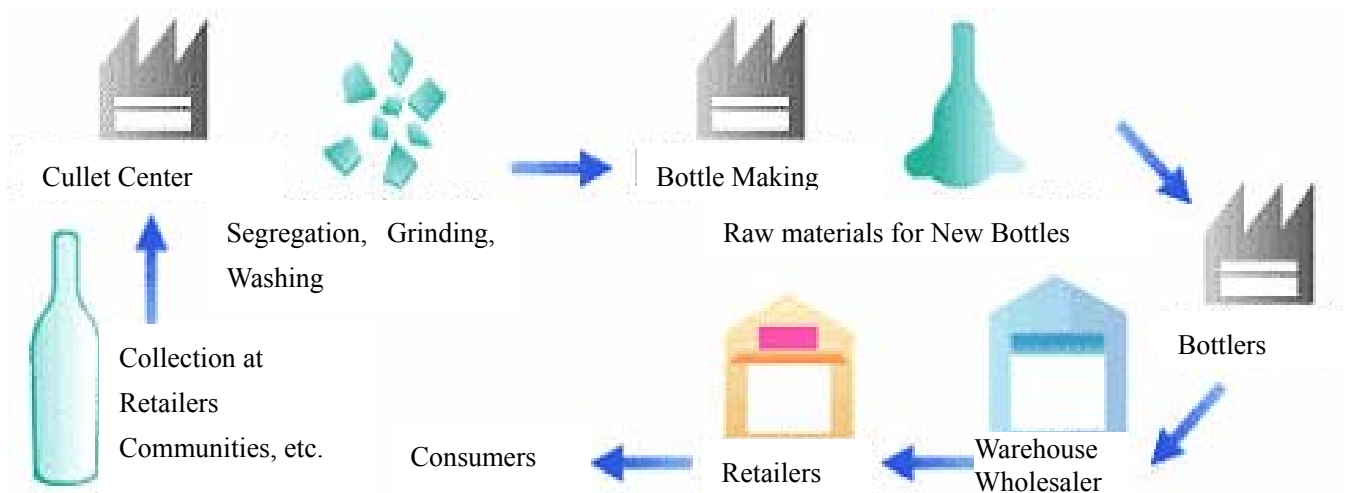 Cullet Center
Segregation, Grinding,
Washing
Bottle Making
Raw materials for New Bottles
Bottlers
Warehouse
Wholesaler
Retailers
Consumers
Collection at
Retailers
Communities, etc.